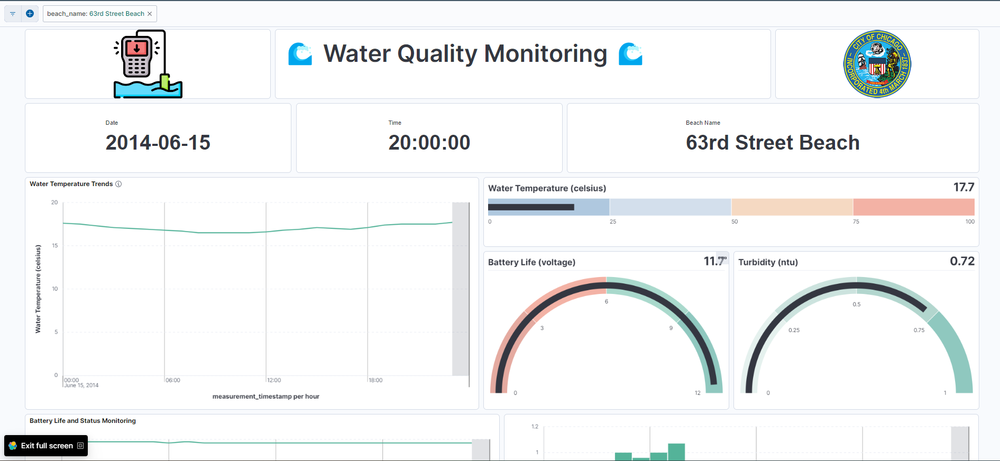 beach_name: 63rd Street Beach ×
Water Quality Monitoring
CITY OF CHICAGO
INCORPORATED 4th MARCH 1837
Date
2014-06-15
Time
20:00:00
Beach Name
63rd Street Beach
Water Temperature Trends
20
15
10
5
0
Water Temperature (celsius)
00:00
June 15, 2014
06:00
12:00
18:00
measurement_timestamp per hour
Water Temperature (celsius)
17.7
0
25
50
75
100
Battery Life (voltage)
11.7
0
3
6
9
12
Turbidity (ntu)
0.72
0
0.25
0.5
0.75
1
Battery Life and Status Monitoring
Exit full screen
1.2
1